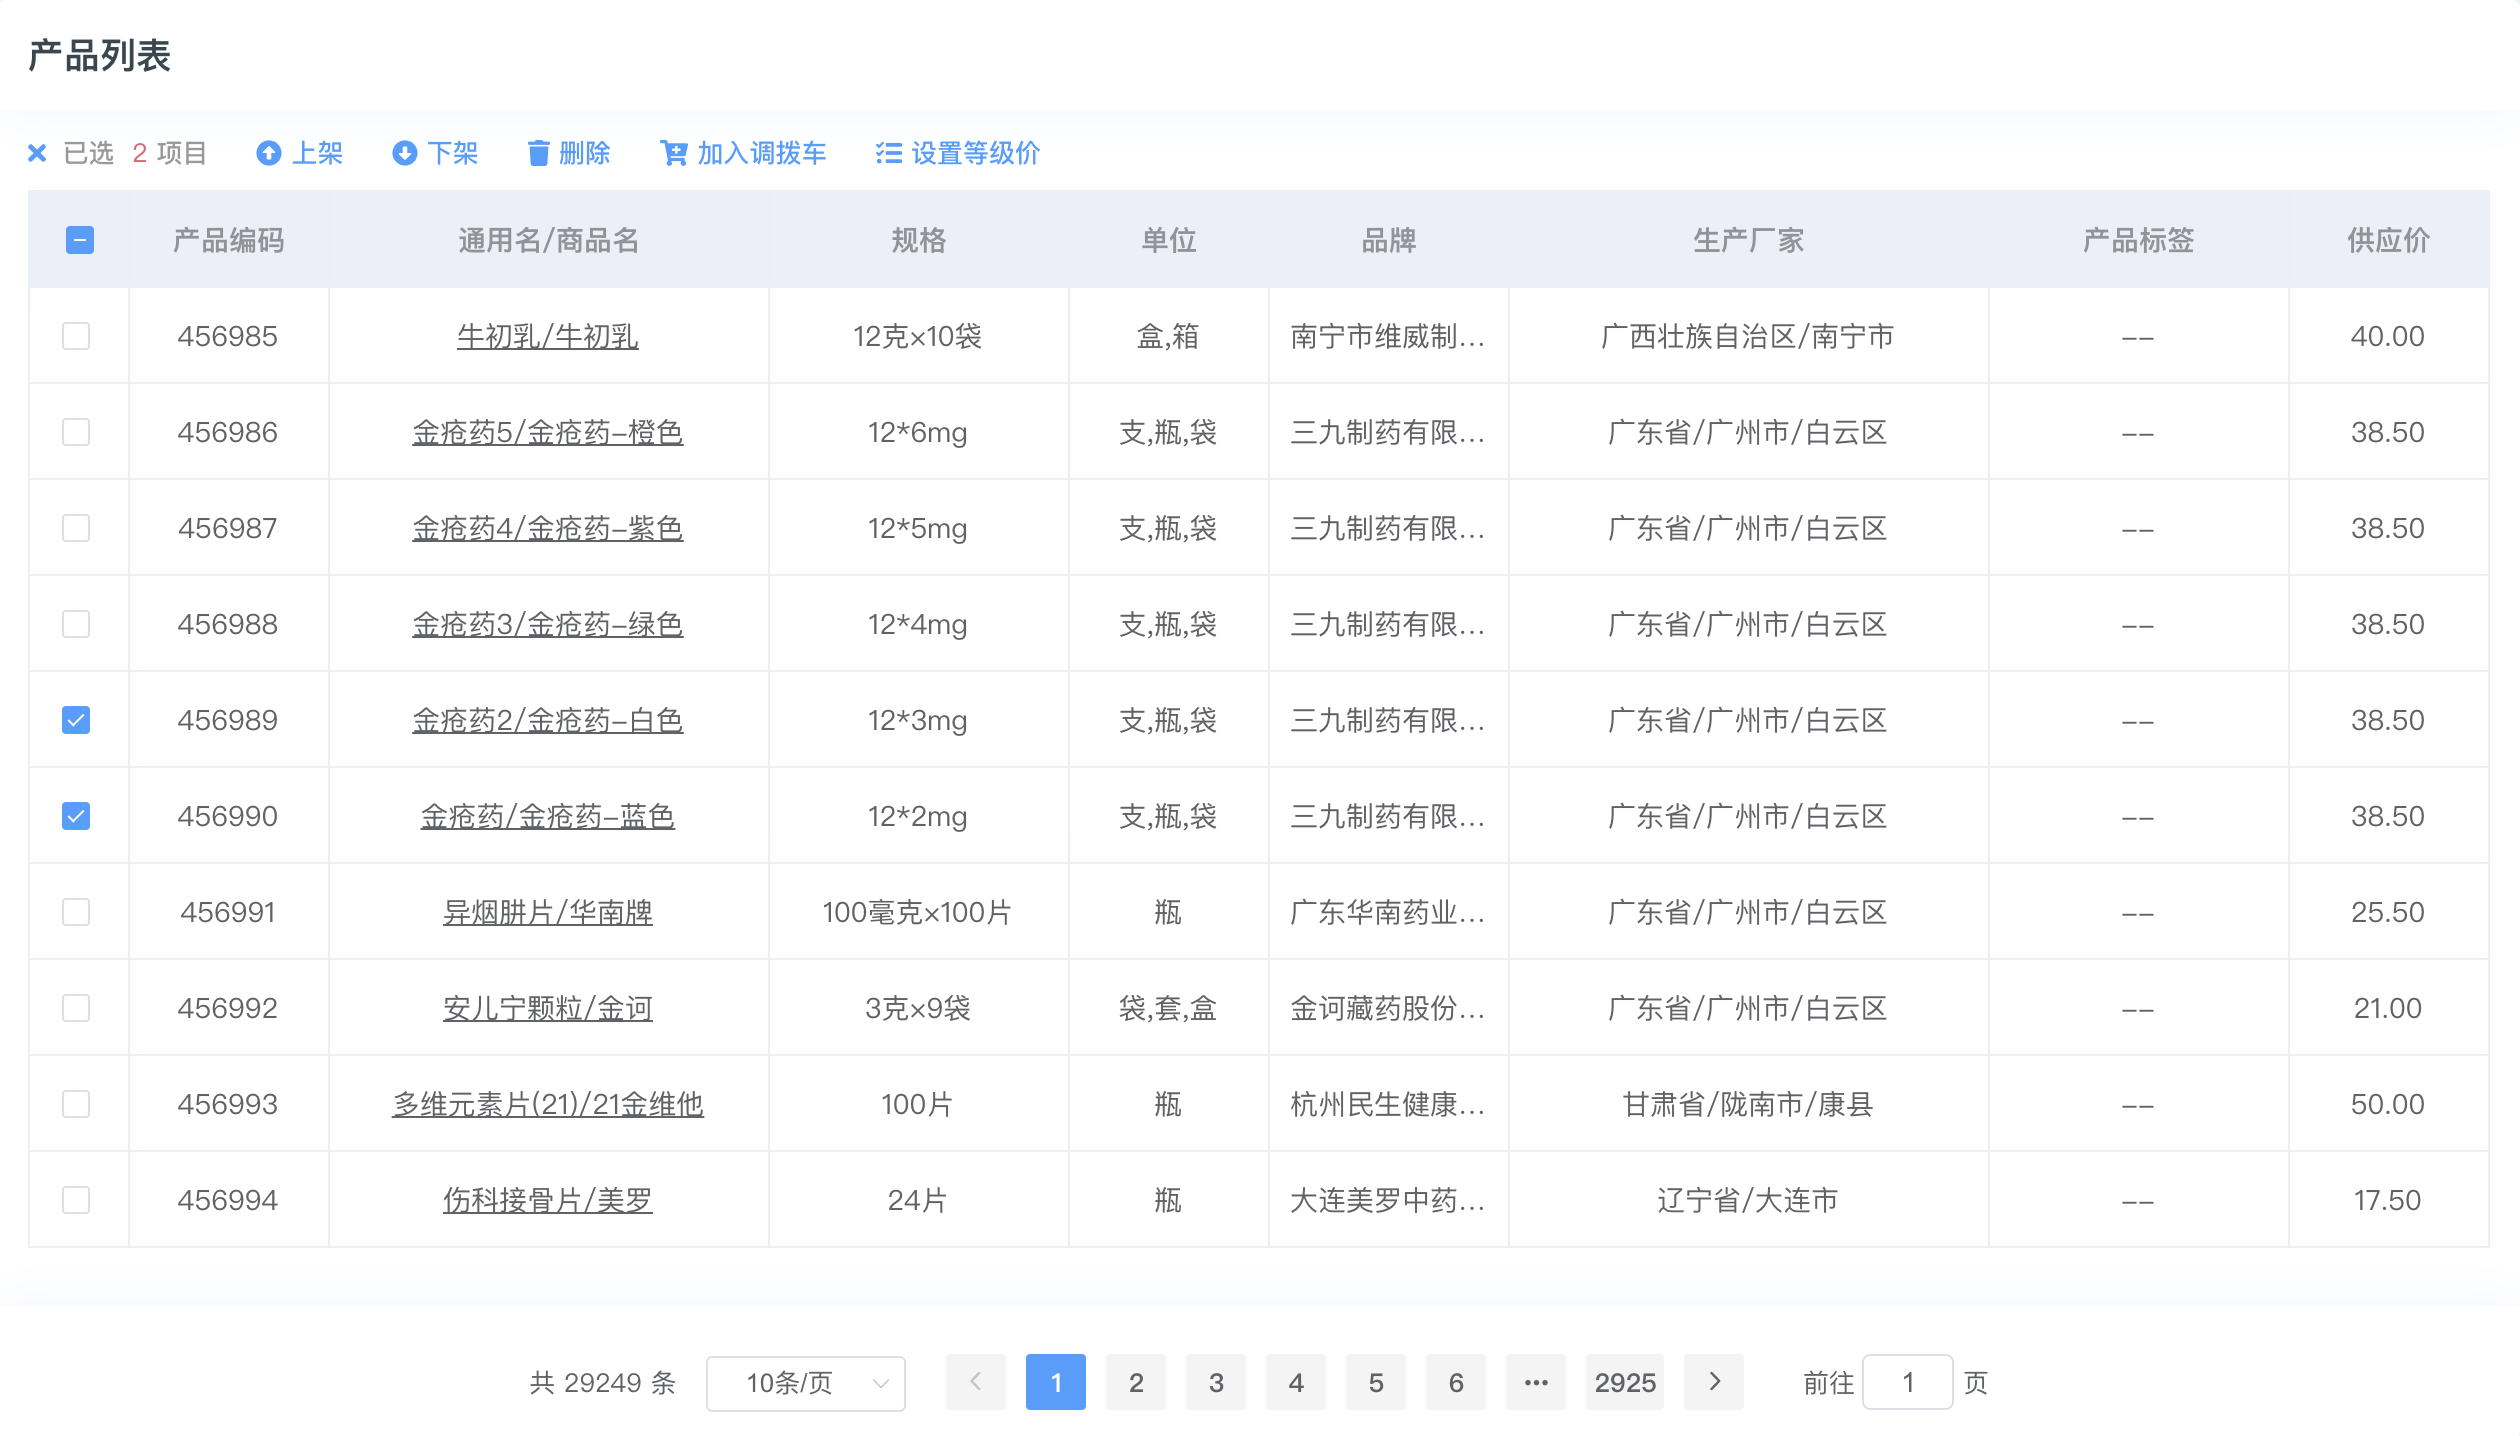 产品列表
已选 2 项目 上架 下架 删除 加入调拨车 设置等级价
产品编码 通用名/商品名 规格 单位 品牌 生产厂家 产品标签 供应价
456985 牛初乳/牛初乳 12克×10袋 盒,箱 南宁市维威制... 广西壮族自治区/南宁市 -- 40.00
456986 金疮药5/金疮药-橙色 12*6mg 支,瓶,袋 三九制药有限... 广东省/广州市/白云区 -- 38.50
456987 金疮药4/金疮药-紫色 12*5mg 支,瓶,袋 三九制药有限... 广东省/广州市/白云区 -- 38.50
456988 金疮药3/金疮药-绿色 12*4mg 支,瓶,袋 三九制药有限... 广东省/广州市/白云区 -- 38.50
456989 金疮药2/金疮药-白色 12*3mg 支,瓶,袋 三九制药有限... 广东省/广州市/白云区 -- 38.50
456990 金疮药/金疮药-蓝色 12*2mg 支,瓶,袋 三九制药有限... 广东省/广州市/白云区 -- 38.50
456991 异烟肼片/华南牌 100毫克×100片 瓶 广东华南药业... 广东省/广州市/白云区 -- 25.50
456992 安儿宁颗粒/金诃 3克×9袋 袋,套,盒 金诃藏药股份... 广东省/广州市/白云区 -- 21.00
456993 多维元素片(21)/21金维他 100片 瓶 杭州民生健康... 甘肃省/陇南市/康县 -- 50.00
456994 伤科接骨片/美罗 24片 瓶 大连美罗中药... 辽宁省/大连市 -- 17.50
共 29249 条 10条/页 1 2 3 4 5 6 ··· 2925 前往 1 页